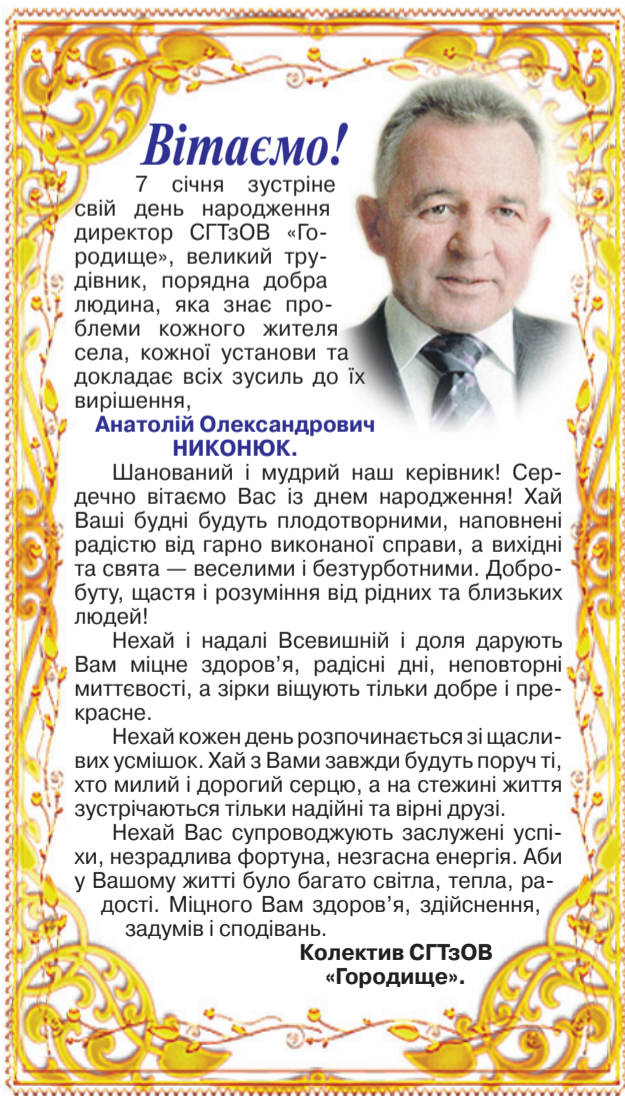 Вітаємо!
7 січня зустріне
свій день народження
директор СГТзОВ «Го-
родище», великий тру-
дівник, порядна добра
людина, яка знає про-
блеми кожного жителя
села, кожної установи та
докладає всіх зусиль до їх
вирішення,
Анатолій Олександрович
НИКОНЮК.
Шанований і мудрий наш керівник! Сер-
дечно вітаємо Вас із днем народження! Хай
Ваші будні будуть плодотворними, наповнені
радістю від гарно виконаної справи, а вихідні
та свята — веселими і безтурботними. Добро-
буту, щастя і розуміння від рідних та близьких
людей!
Нехай і надалі Всевишній і доля дарують
Вам міцне здоров’я, радісні дні, неповторні
миттєвості, а зірки віщують тільки добре і пре-
красне.
Нехай кожен день розпочинається зі щасли-
вих усмішок. Хай з Вами завжди будуть поруч ті,
хто милий і дорогий серцю, а на стежині життя
зустрічаються тільки надійні та вірні друзі.
Нехай Вас супроводжують заслужені успі-
хи, незрадлива фортуна, незгасна енергія. Аби
у Вашому житті було багато світла, тепла, ра-
дості. Міцного Вам здоров’я, здійснення,
задумів і сподівань.
Колектив СГТзОВ
«Городище».